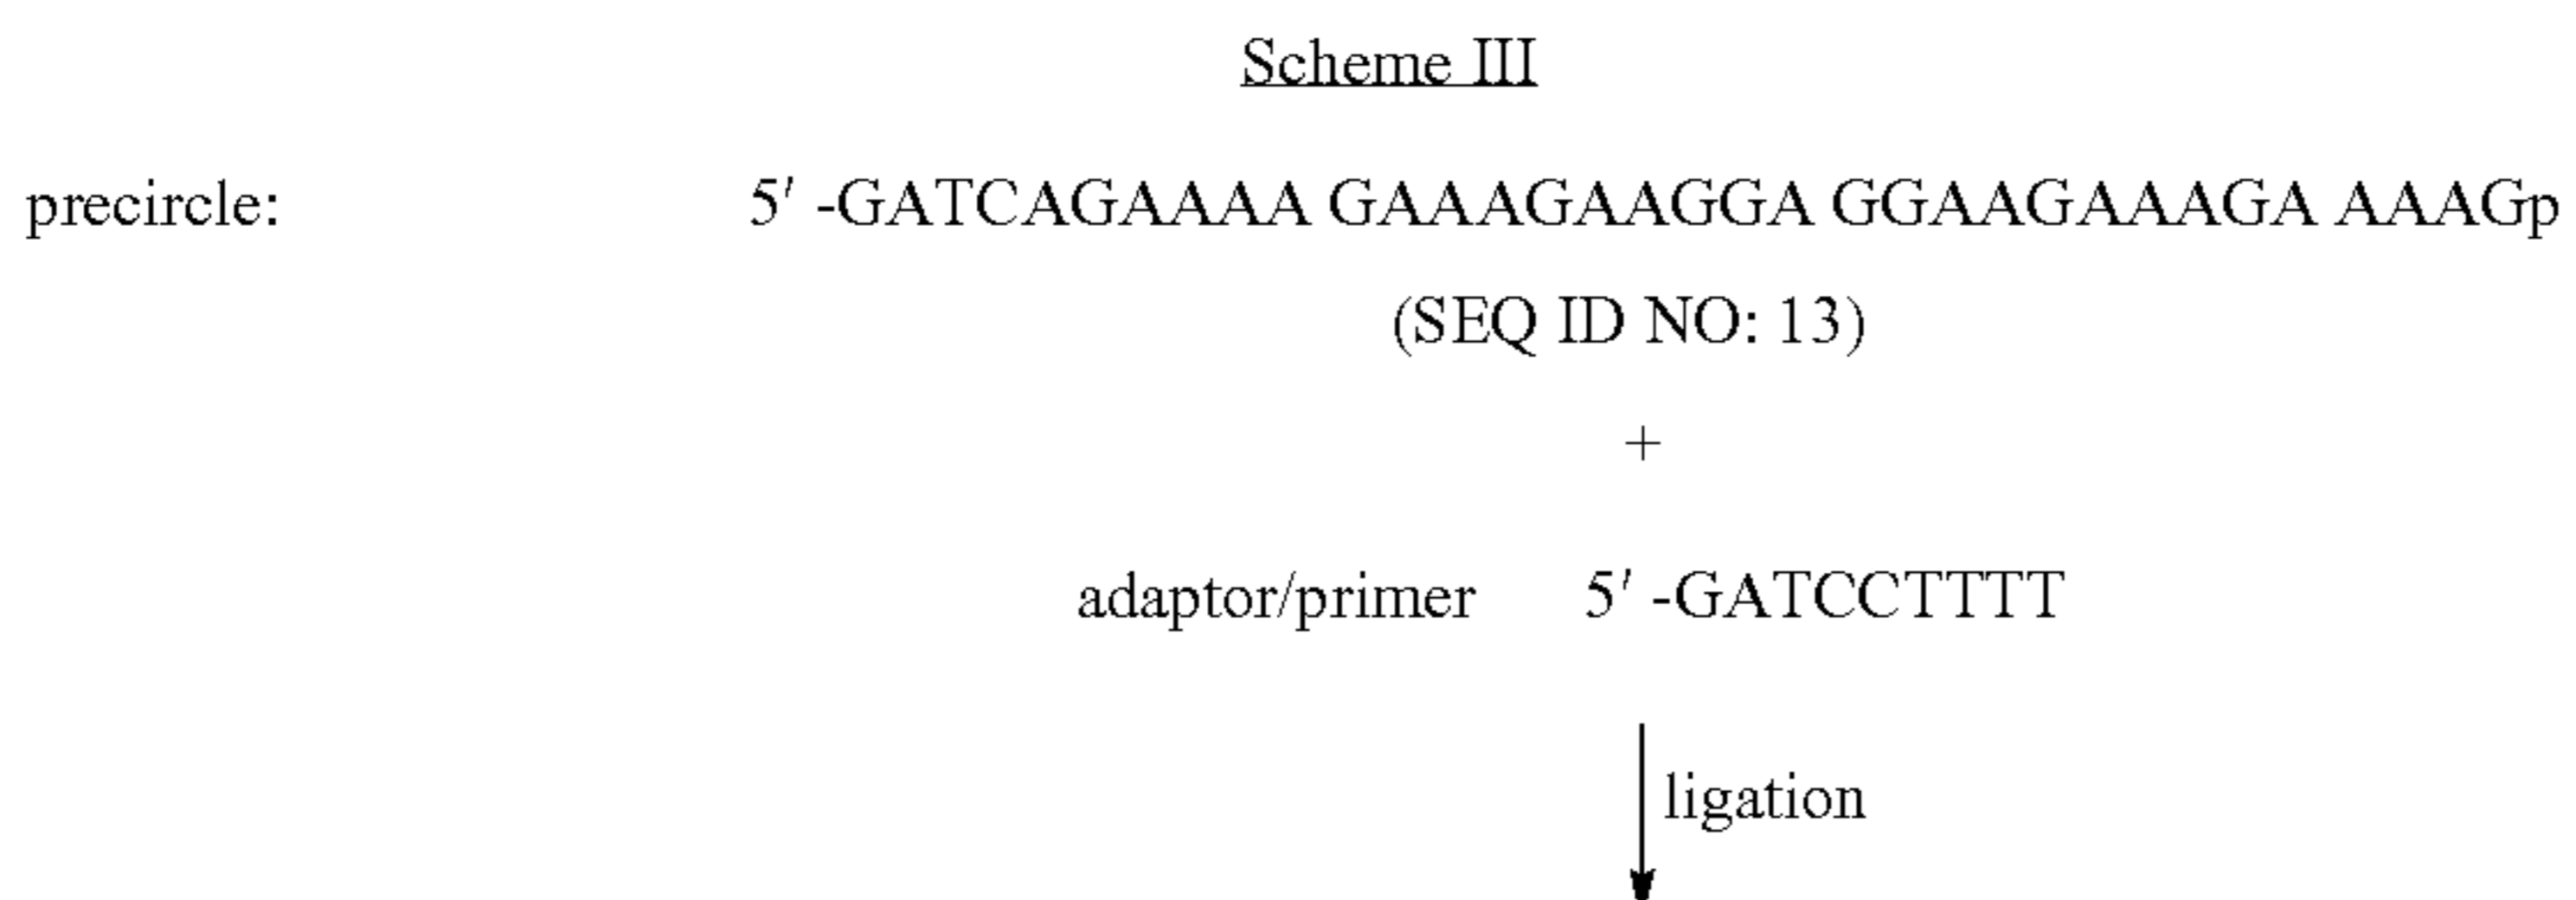 Scheme III
precircle: 5′ -GATCAGAAAA GAAAGAAGGA GGAAGAAAGA AAAGp
(SEQ ID NO: 13)
+
adaptor/primer 5′ -GATCCTTTT
ligation